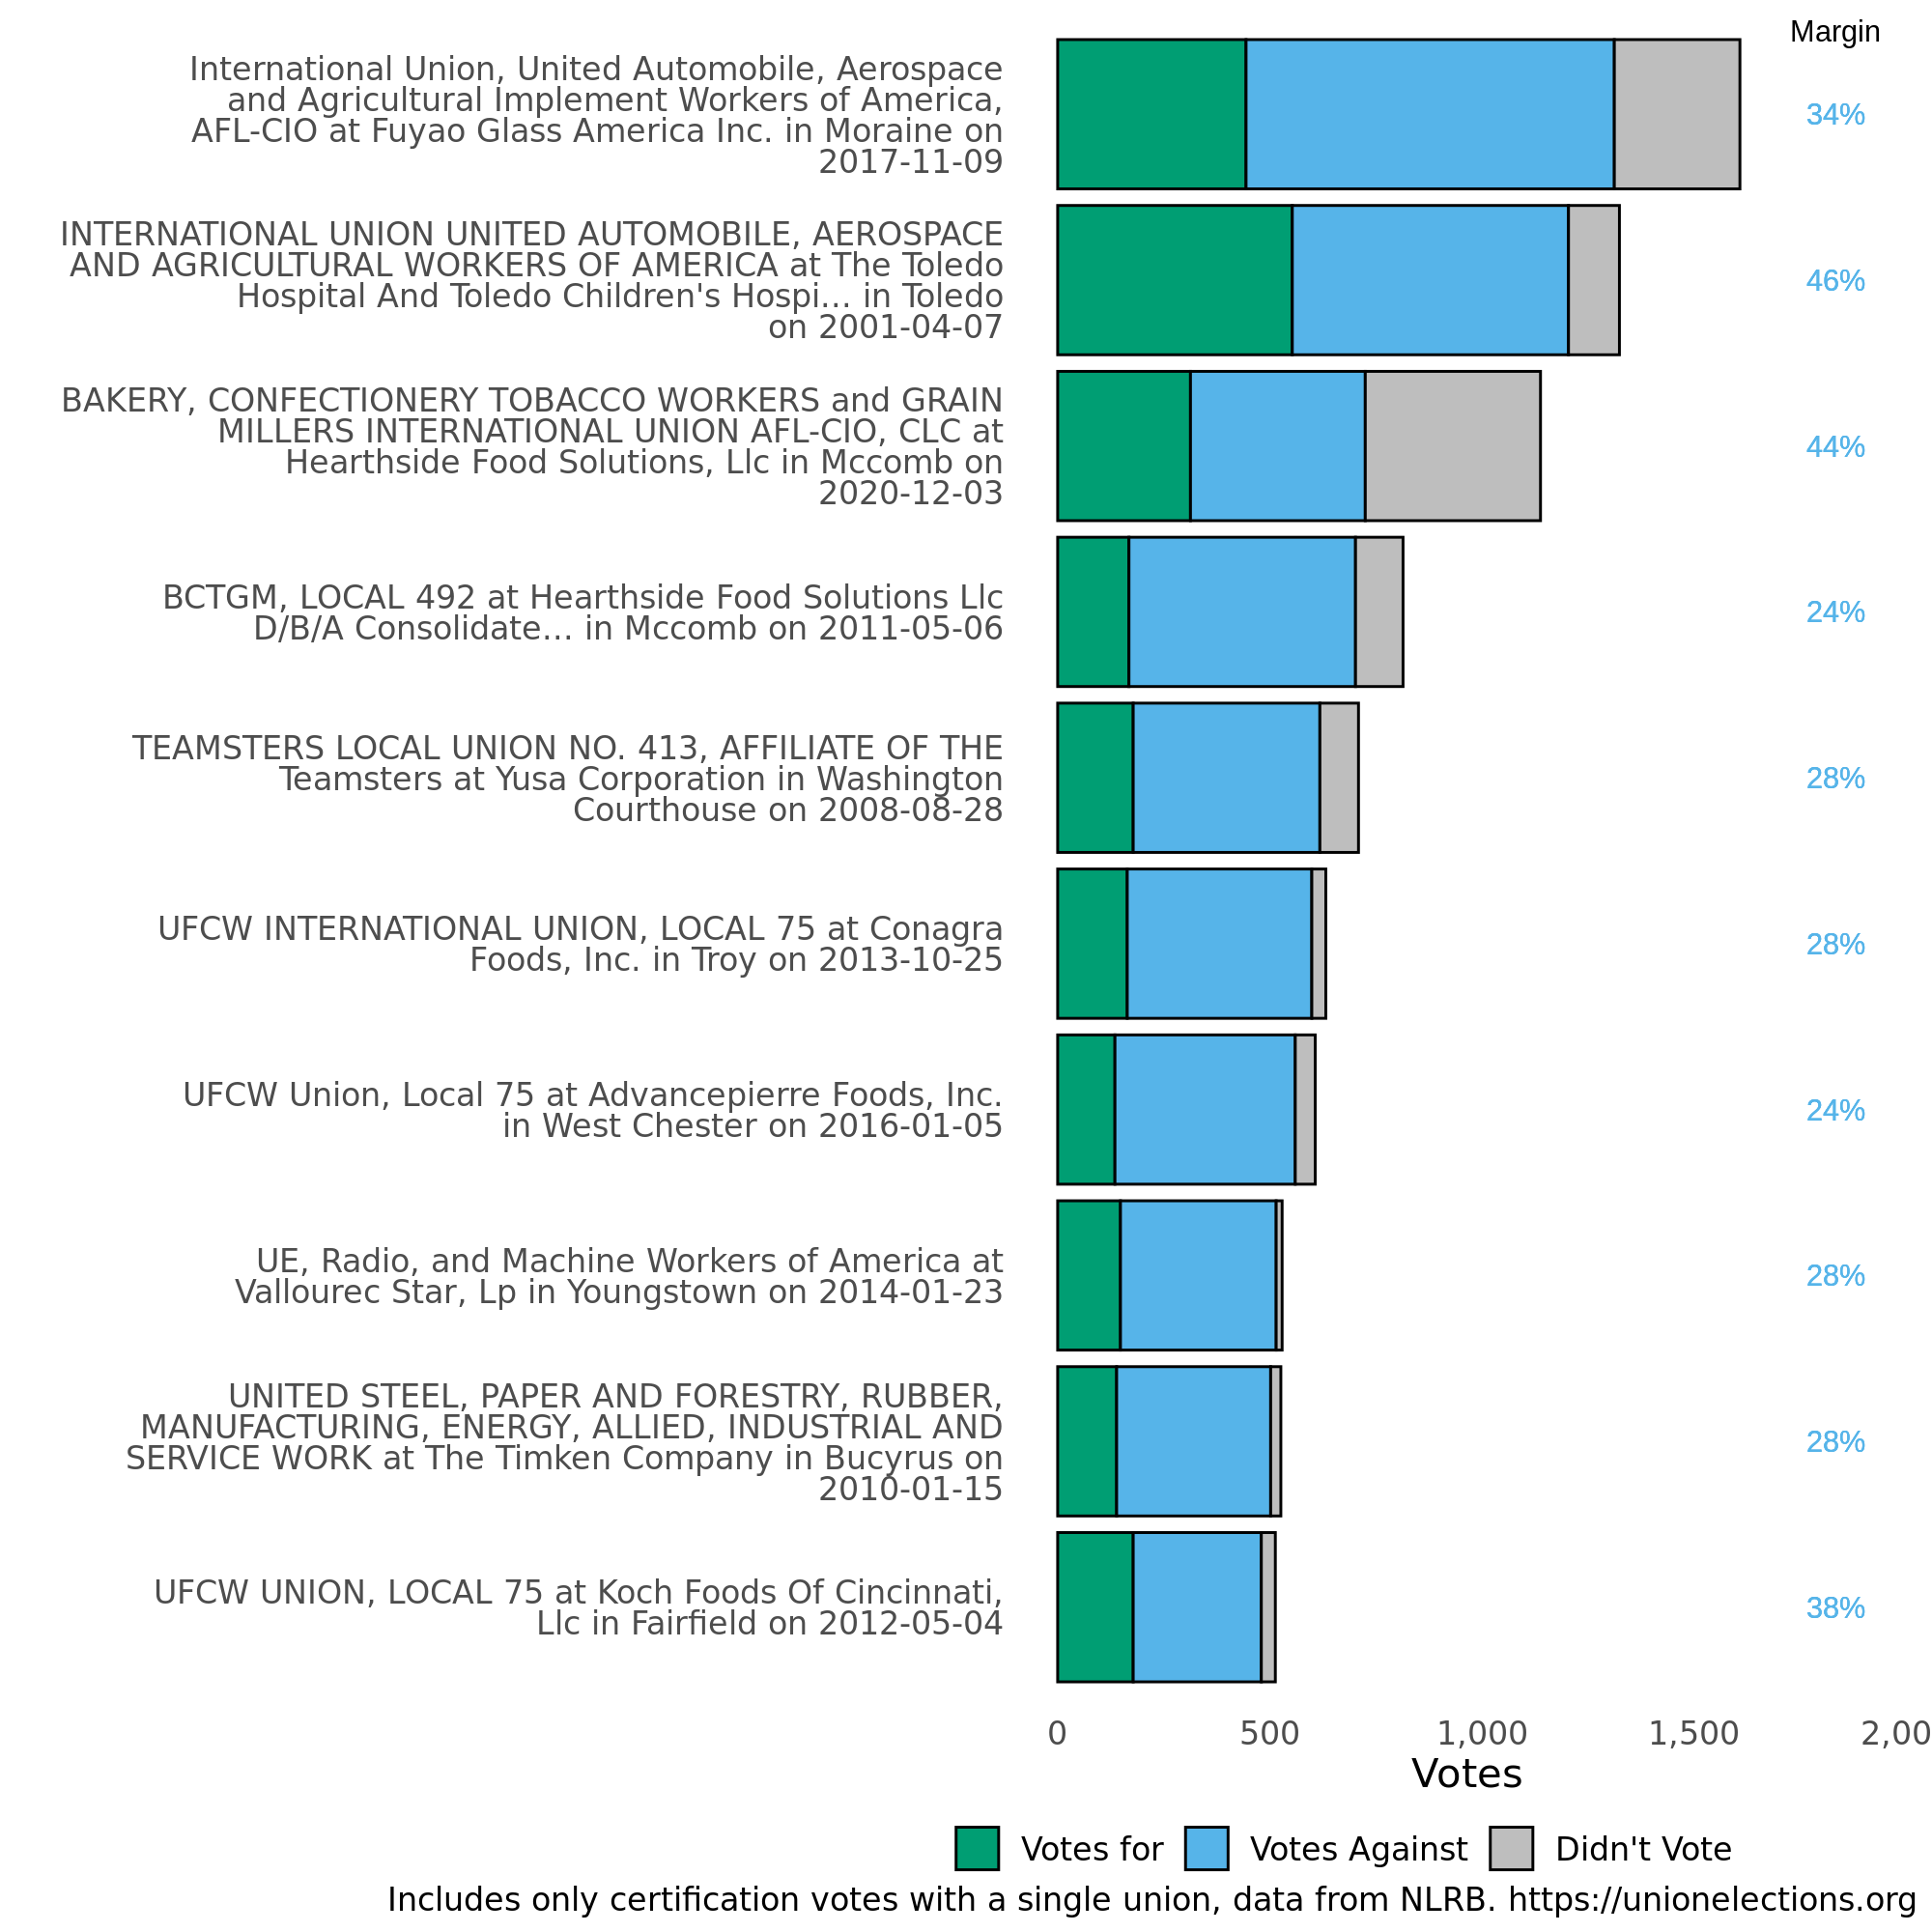 Margin
International Union, United Automobile, Aerospace
and Agricultural Implement Workers of America,
AFL-CIO at Fuyao Glass America Inc. in Moraine on
2017-11-09
34%
INTERNATIONAL UNION UNITED AUTOMOBILE, AEROSPACE
AND AGRICULTURAL WORKERS OF AMERICA at The Toledo
Hospital And Toledo Children's Hospi... in Toledo
on 2001-04-07
46%
BAKERY, CONFECTIONERY TOBACCO WORKERS and GRAIN
MILLERS INTERNATIONAL UNION AFL-CIO, CLC at
Hearthside Food Solutions, Llc in Mccomb on
2020-12-03
44%
BCTGM, LOCAL 492 at Hearthside Food Solutions Llc
D/B/A Consolidate... in Mccomb on 2011-05-06
24%
TEAMSTERS LOCAL UNION NO. 413, AFFILIATE OF THE
Teamsters at Yusa Corporation in Washington
Courthouse on 2008-08-28
28%
UFCW INTERNATIONAL UNION, LOCAL 75 at Conagra
Foods, Inc. in Troy on 2013-10-25
28%
UFCW Union, Local 75 at Advancepierre Foods, Inc.
in West Chester on 2016-01-05
24%
UE, Radio, and Machine Workers of America at
Vallourec Star, Lp in Youngstown on 2014-01-23
28%
UNITED STEEL, PAPER AND FORESTRY, RUBBER,
MANUFACTURING, ENERGY, ALLIED, INDUSTRIAL AND
SERVICE WORK at The Timken Company in Bucyrus on
2010-01-15
28%
UFCW UNION, LOCAL 75 at Koch Foods Of Cincinnati,
Llc in Fairfield on 2012-05-04
38%
0 500 1,000 1,500 2,00
Votes
Votes for Votes Against Didn't Vote
Includes only certification votes with a single union, data from NLRB. https://unionelections.org